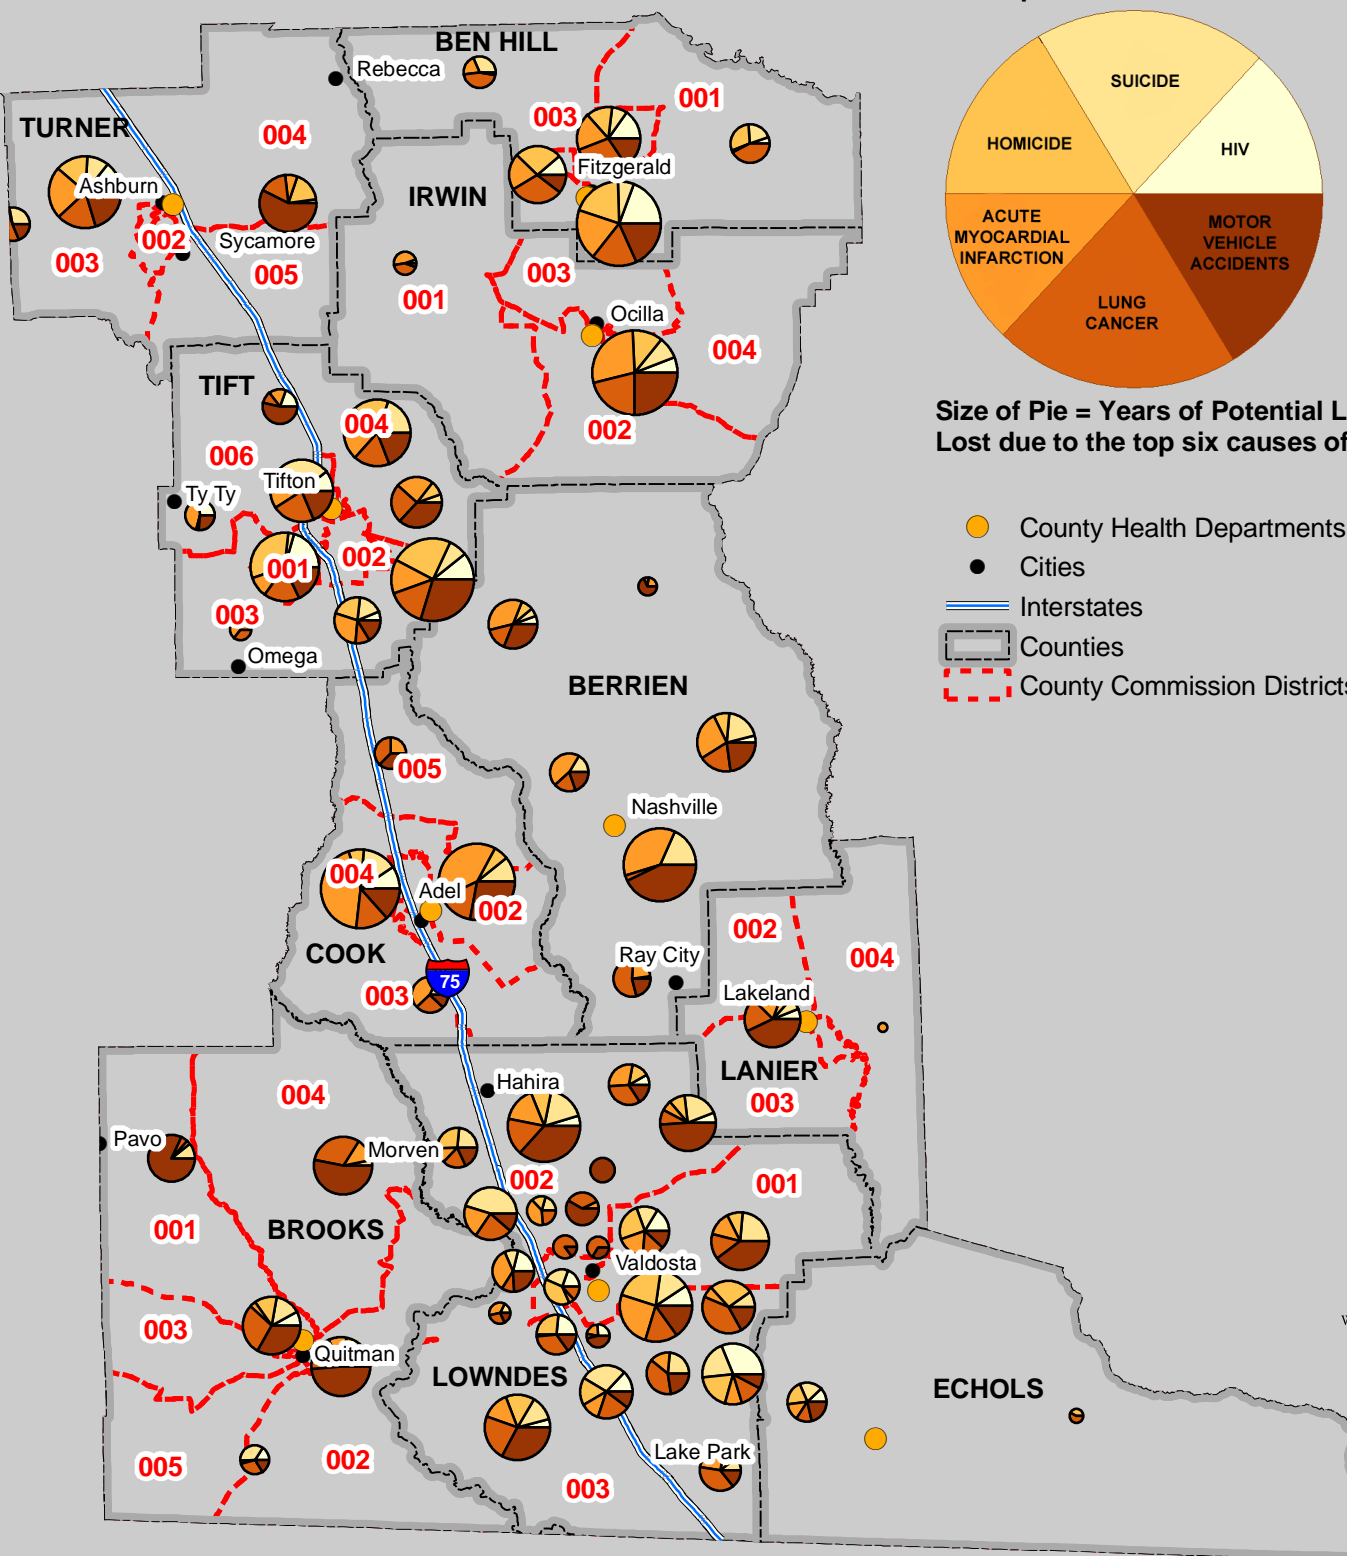 BEN HILL
Rebecca
001
003
TURNER
004
Fitzgerald
Ashburn
IRWIN
002
Sycamore
003
005
003
001
Ocilla
004
TIFT
004
002
006
Tifton
Ty Ty
001
002
003
Omega
BERRIEN
005
Nashville
004
Adel
002
COOK
002
004
Ray City
75
003
Lakeland
LANIER
003
Hahira
004
Pavo
Morven
002
001
001
BROOKS
Valdosta
003
Quitman
LOWNDES
ECHOLS
Lake Park
005
002
003
SUICIDE
HOMICIDE
HIV
ACUTE
MYOCARDIAL
INFARCTION
MOTOR
VEHICLE
ACCIDENTS
LUNG
CANCER
Size of Pie = Years of Potential L
Lost due to the top six causes of
County Health Departments
Cities
Interstates
Counties
County Commission Districts